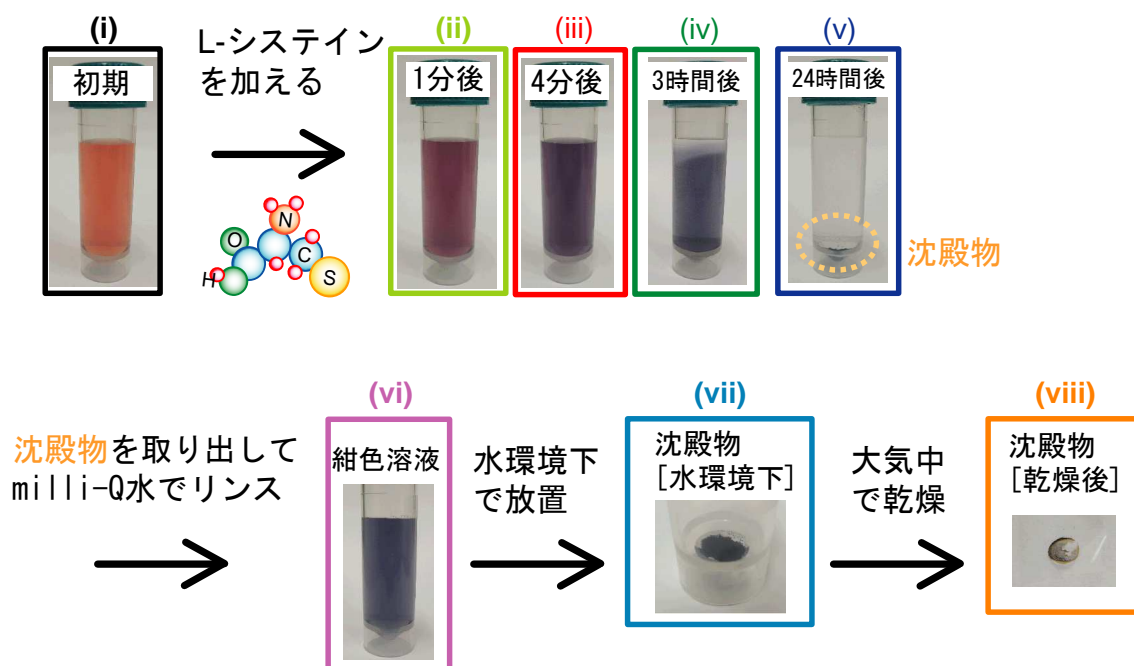 (i)
初期
L-システイン
を加える
O
N
H
C
S
(ii)
1分後
(iii)
4分後
(iv)
3時間後
(v)
24時間後
沈殿物
沈殿物を取り出して
milli-Q水でリンス
(vi)
紺色溶液
水環境下
で放置
(vii)
沈殿物
[水環境下]
大気中
で乾燥
(viii)
沈殿物
[乾燥後]